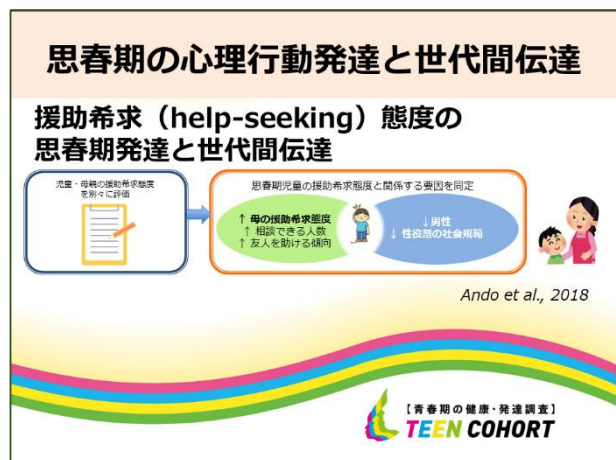 思春期の心理行動発達と世代間伝達
援助希求（help-seeking）態度の
思春期発達と世代間伝達
児童・母親の援助希求態度
を別々に評価
思春期児童の援助希求態度と関係する要因を同定
↑ 母の援助希求態度
↑ 相談できる人数
↑ 友人を助ける傾向
↓男性
↓ 性役割の社会規範
Ando et al., 2018
【青春期の健康・発達調査】
TEEN COHORT